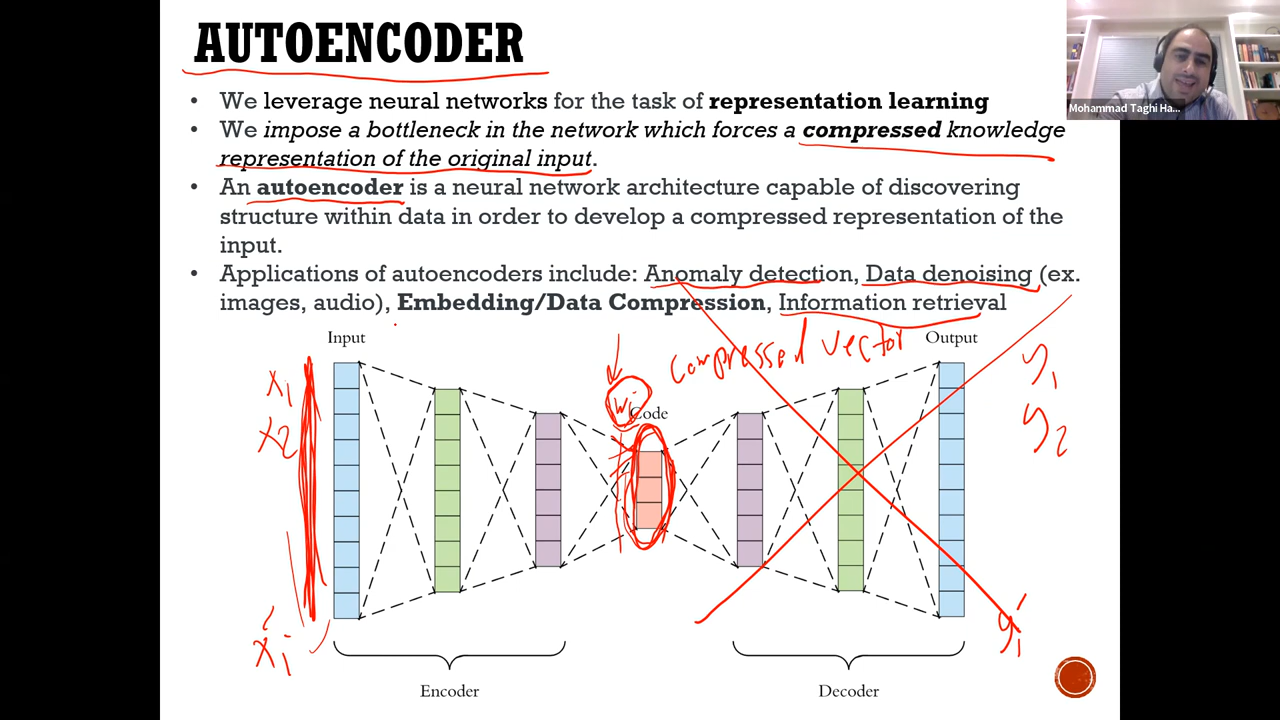 AUTOENCODER
Mohammad Taghi Ha...
• We leverage neural networks for the task of representation learning
• We impose a bottleneck in the network which forces a compressed knowledge
representation of the original input.
• An autoencoder is a neural network architecture capable of discovering
structure within data in order to develop a compressed representation of the
input.
• Applications of autoencoders include: Anomaly detection, Data denoising (ex.
images, audio), Embedding/Data Compression, Information retrieval
Input
compressed vector
Output
x1
y1
wi
Code
x2
y2
Encoder
Decoder